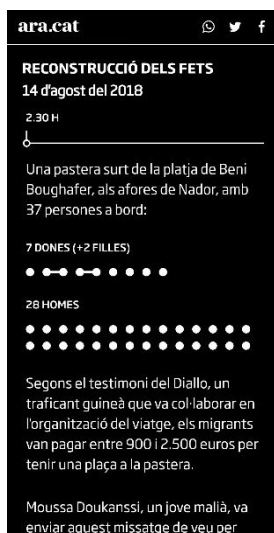 ara.cat
RECONSTRUCCIÓ DELS FETS
14 d'agost del 2018
2.30 H
Una pastera surt de la platja de Beni
Boughafer, als afores de Nador, amb
37 persones a bord:
7 DONES (+2 FILLES)
28 HOMES
Segons el testimoni del Diallo, un
traficant guineà que va col·laborar en
l'organització del viatge, els migrants
van pagar entre 900 i 2.500 euros per
tenir una plaça a la pastera.
Moussa Doukanssi, un jove malià, va
enviar aquest missatge de veu per